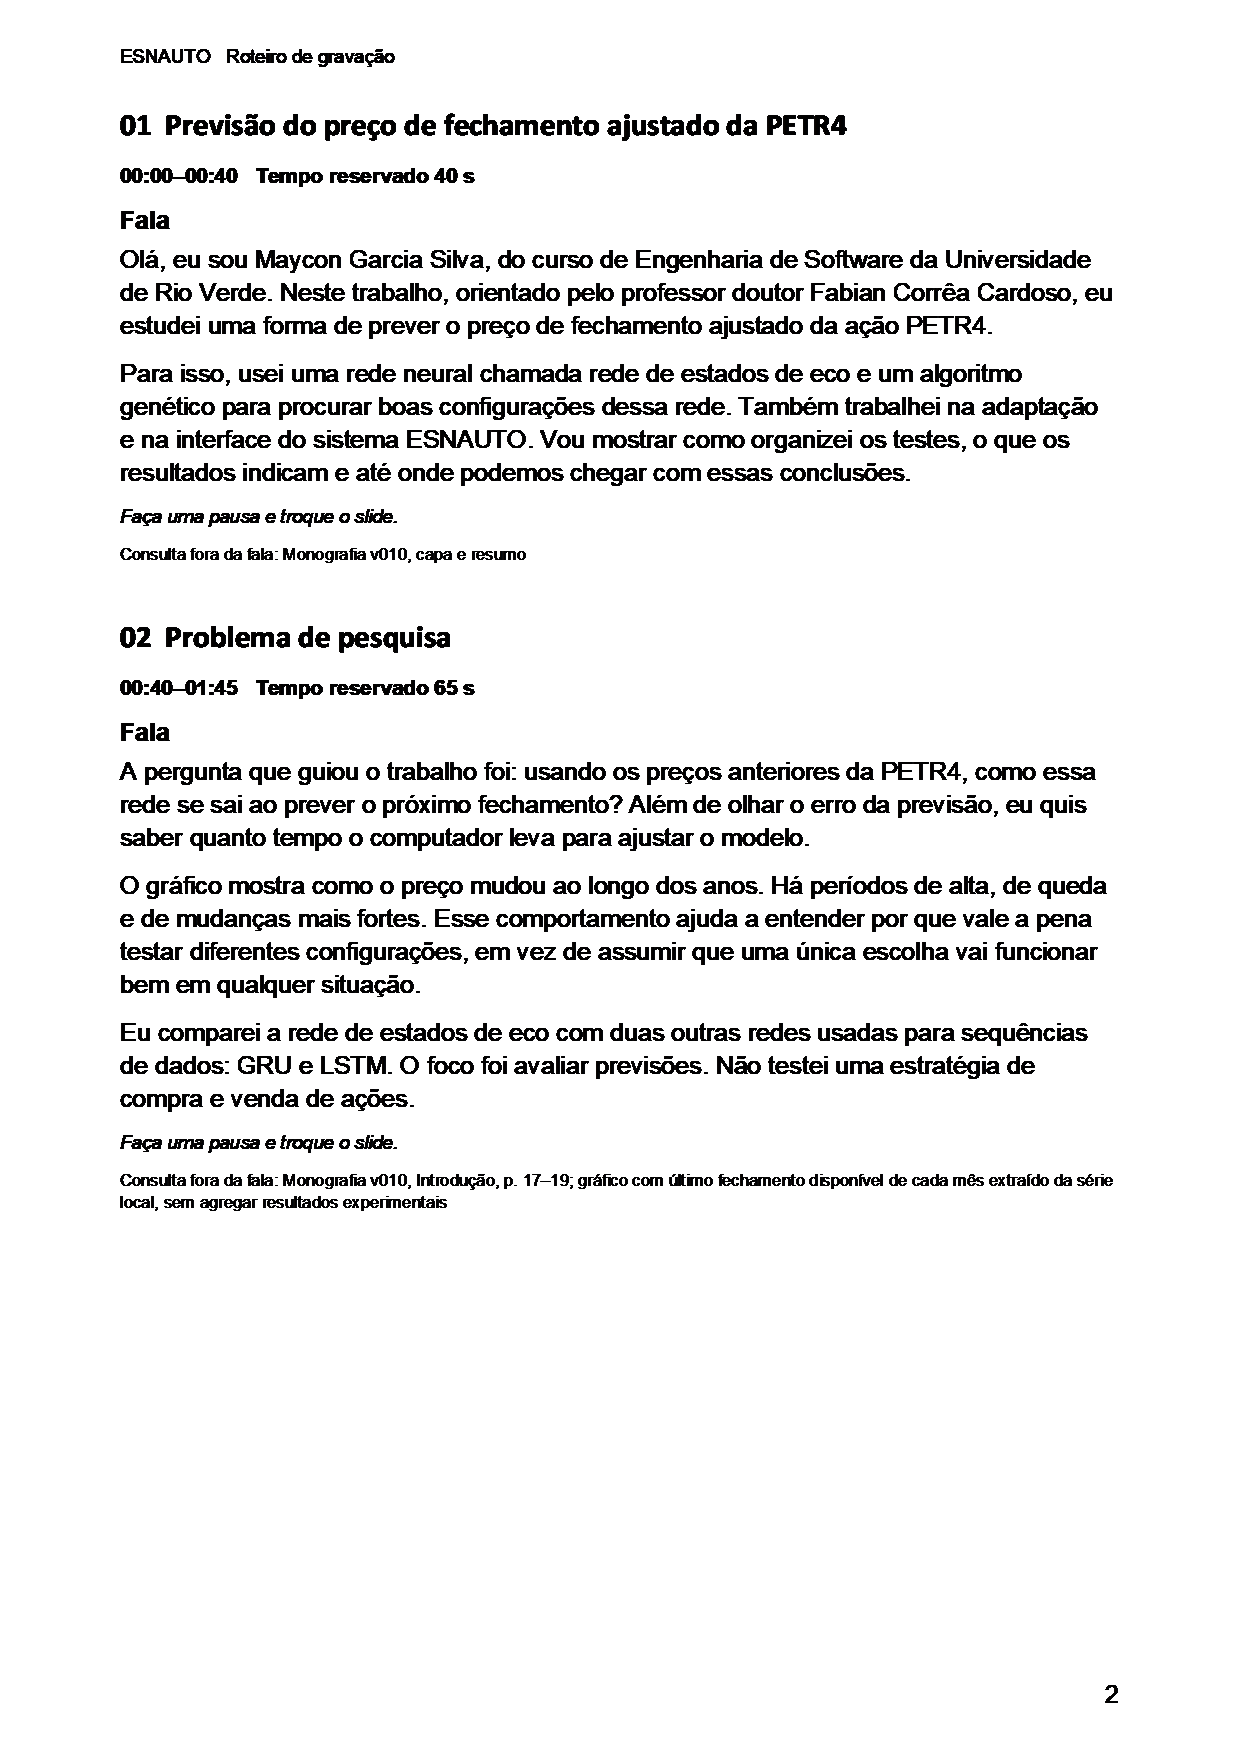 ESNAUTO Roteiro de gravação
01 Previsão do preço de fechamento ajustado da PETR4
00:00–00:40 Tempo reservado 40 s
Fala
Olá, eu sou Maycon Garcia Silva, do curso de Engenharia de Software da Universidade
de Rio Verde. Neste trabalho, orientado pelo professor doutor Fabian Corrêa Cardoso, eu
estudei uma forma de prever o preço de fechamento ajustado da ação PETR4.
Para isso, usei uma rede neural chamada rede de estados de eco e um algoritmo
genético para procurar boas configurações dessa rede. Também trabalhei na adaptação
e na interface do sistema ESNAUTO. Vou mostrar como organizei os testes, o que os
resultados indicam e até onde podemos chegar com essas conclusões.
Faça uma pausa e troque o slide.
Consulta fora da fala: Monografia v010, capa e resumo
02 Problema de pesquisa
00:40–01:45 Tempo reservado 65 s
Fala
A pergunta que guiou o trabalho foi: usando os preços anteriores da PETR4, como essa
rede se sai ao prever o próximo fechamento? Além de olhar o erro da previsão, eu quis
saber quanto tempo o computador leva para ajustar o modelo.
O gráfico mostra como o preço mudou ao longo dos anos. Há períodos de alta, de queda
e de mudanças mais fortes. Esse comportamento ajuda a entender por que vale a pena
testar diferentes configurações, em vez de assumir que uma única escolha vai funcionar
bem em qualquer situação.
Eu comparei a rede de estados de eco com duas outras redes usadas para sequências
de dados: GRU e LSTM. O foco foi avaliar previsões. Não testei uma estratégia de
compra e venda de ações.
Faça uma pausa e troque o slide.
Consulta fora da fala: Monografia v010, Introdução, p. 17–19; gráfico com último fechamento disponível de cada mês extraído da série
local, sem agregar resultados experimentais
2